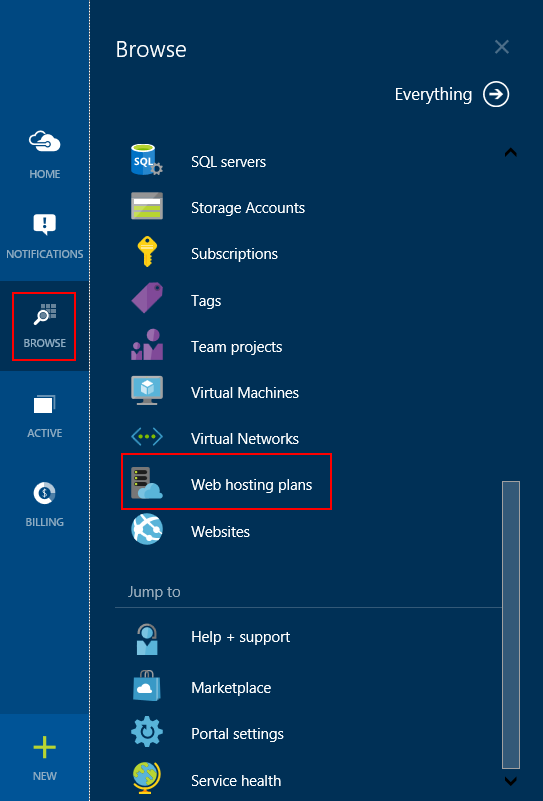 Browse
Everything
HOME
NOTIFICATIONS
BROWSE
ACTIVE
BILLING
NEW
SQL
SQL servers
Storage Accounts
Subscriptions
Tags
Team projects
Virtual Machines
Virtual Networks
Web hosting plans
Websites
Jump to
Help + support
Marketplace
Portal settings
Service health